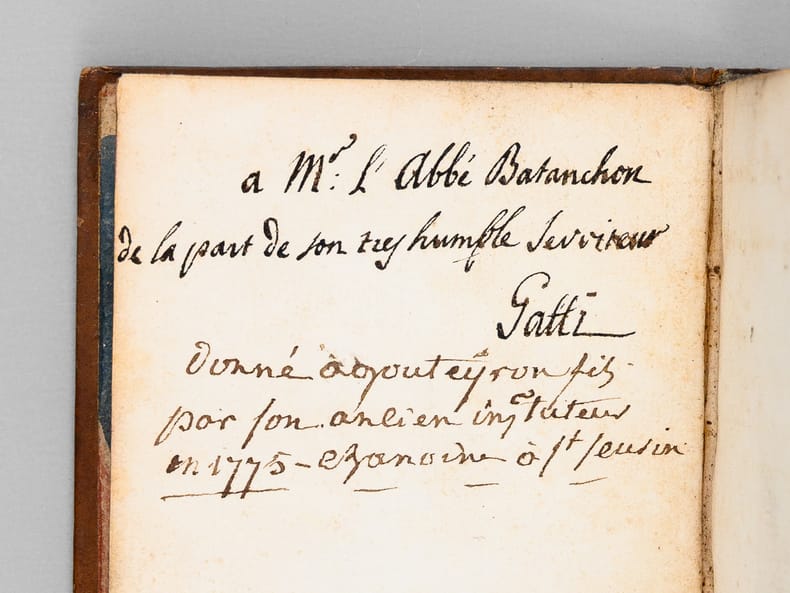 a Mr: L'Abbé Batanchon
de la part de son tres humble Serviteur
Gatti
donné à gouteyron fils
par son ancien instituteur
en 1775 - chanoine à St Seurin